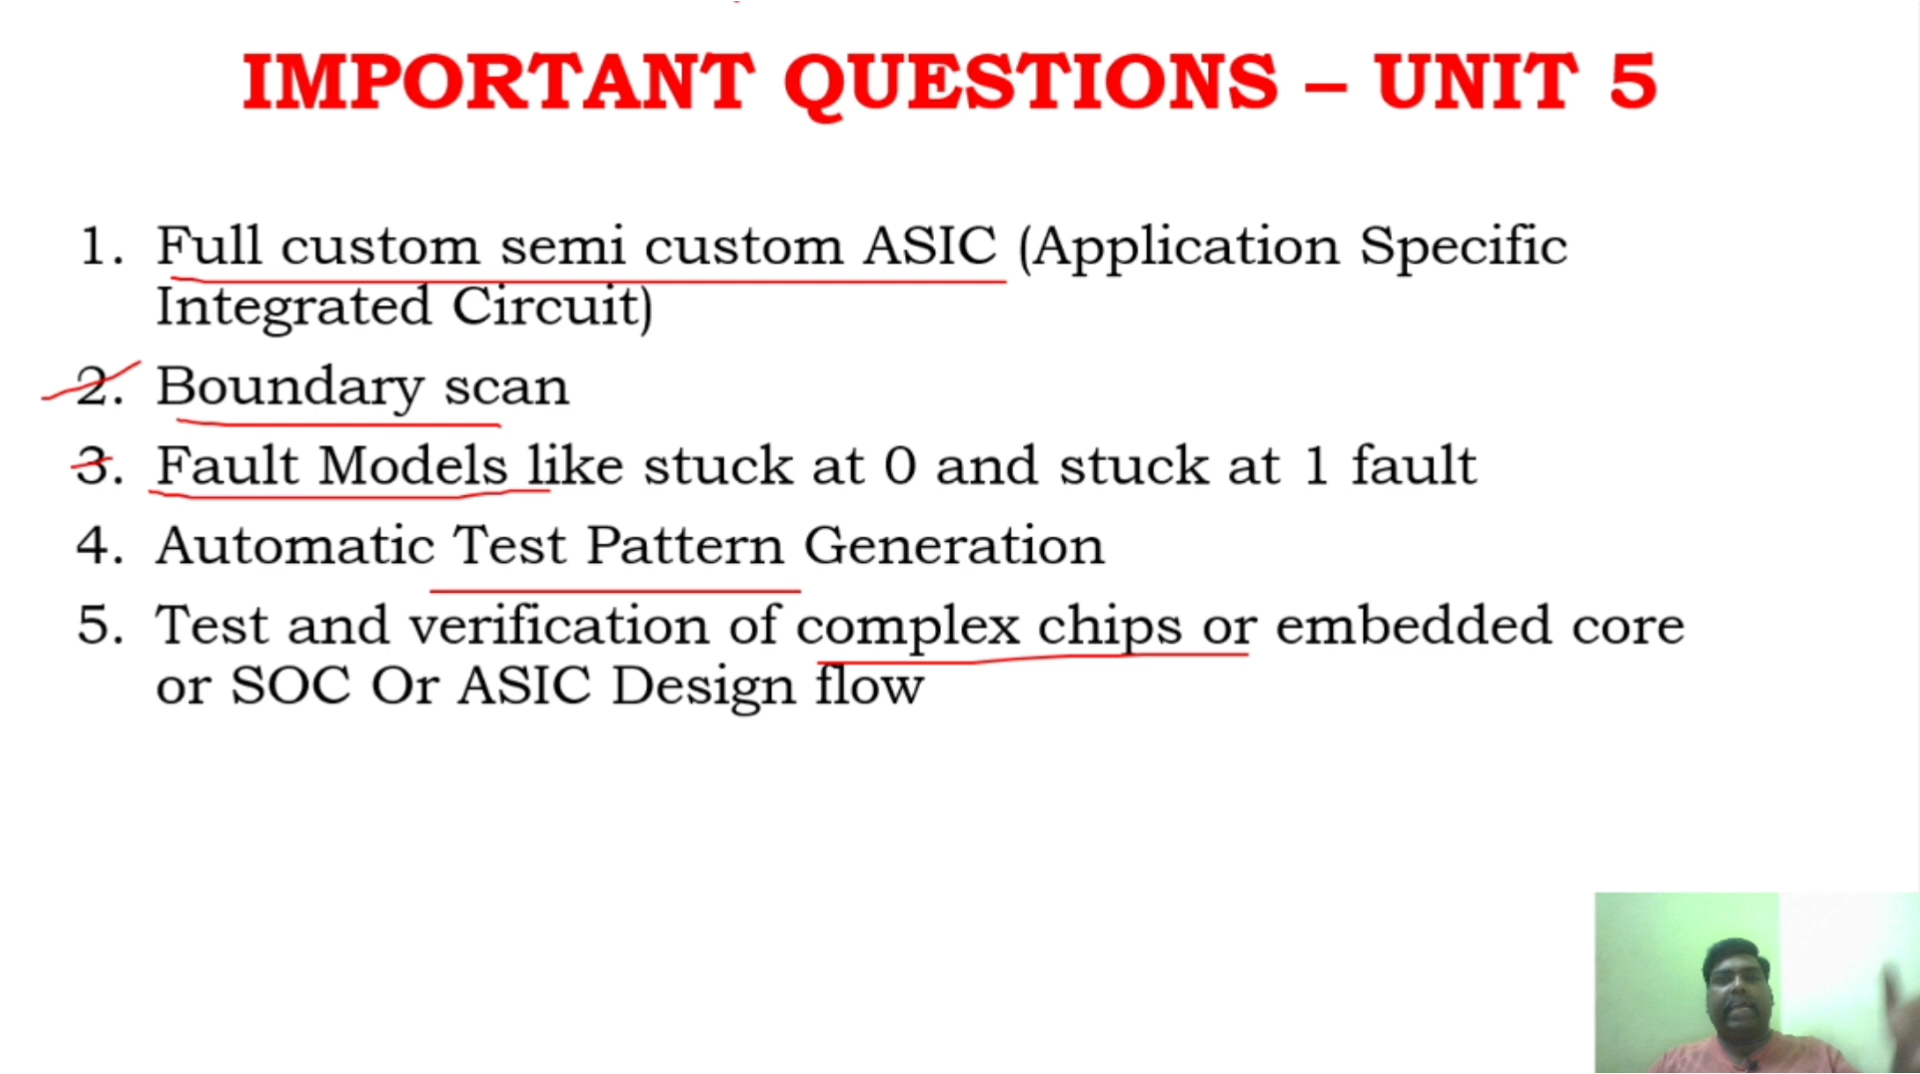 IMPORTANT QUESTIONS – UNIT 5
1. Full custom semi custom ASIC (Application Specific
Integrated Circuit)
2. Boundary scan
3. Fault Models like stuck at 0 and stuck at 1 fault
4. Automatic Test Pattern Generation
5. Test and verification of complex chips or embedded core
or SOC Or ASIC Design flow